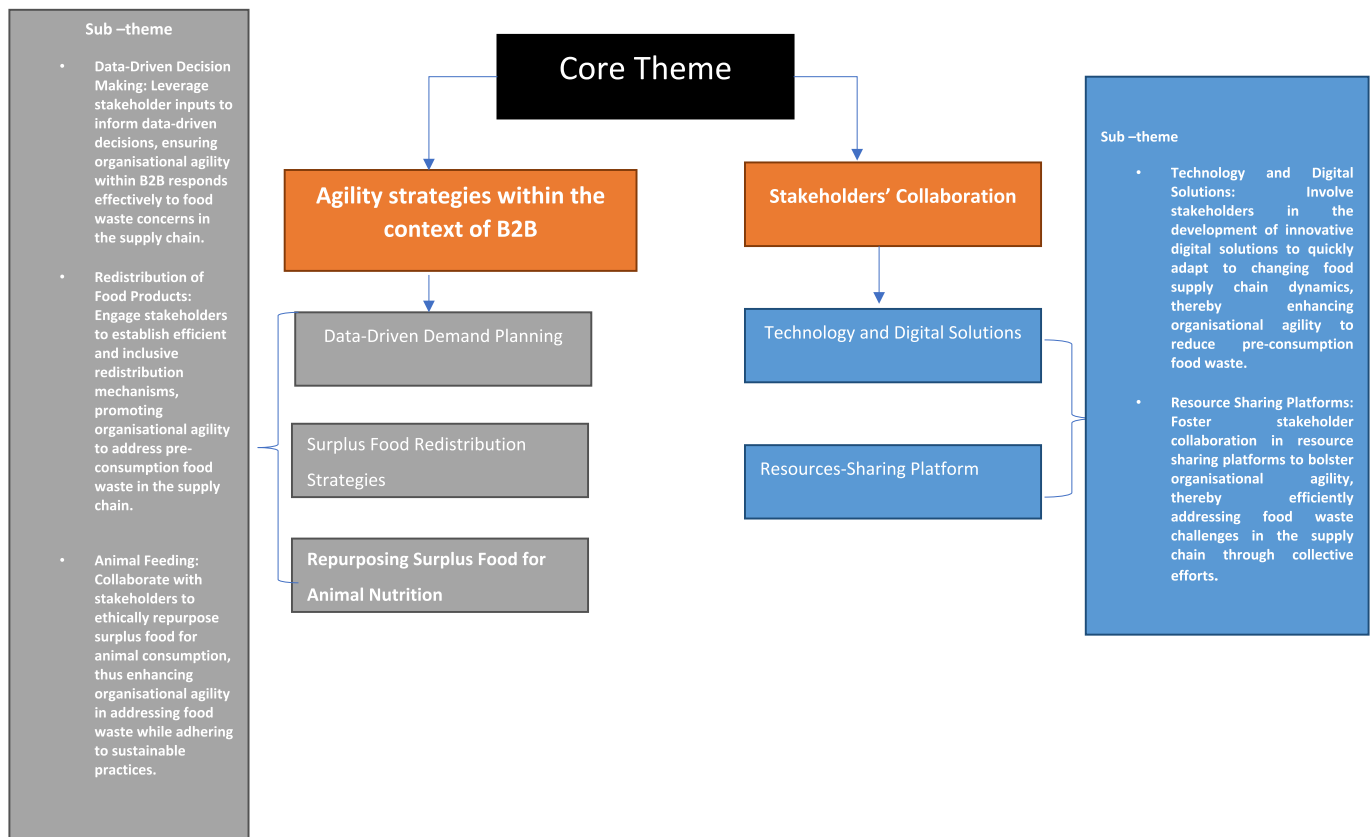 Sub –theme
• Data-Driven Decision
Making: Leverage
stakeholder inputs to
inform data-driven
decisions, ensuring
organisational agility
within B2B responds
effectively to food
waste concerns in
the supply chain.
• Redistribution of
Food Products:
Engage stakeholders
to establish efficient
and inclusive
redistribution
mechanisms,
promoting
organisational agility
to address pre-
consumption food
waste in the supply
chain.
• Animal Feeding:
Collaborate with
stakeholders to
ethically repurpose
surplus food for
animal consumption,
thus enhancing
organisational agility
in addressing food
waste while adhering
to sustainable
practices.
Core Theme
Agility strategies within the
context of B2B
Data-Driven Demand Planning
Surplus Food Redistribution
Strategies
Repurposing Surplus Food for
Animal Nutrition
Stakeholders’ Collaboration
Technology and Digital Solutions
Resources-Sharing Platform
Sub –theme
• Technology and Digital
Solutions: Involve
stakeholders in the
development of innovative
digital solutions to quickly
adapt to changing food
supply chain dynamics,
thereby enhancing
organisational agility to
reduce pre-consumption
food waste.
• Resource Sharing Platforms:
Foster stakeholder
collaboration in resource
sharing platforms to bolster
organisational agility,
thereby efficiently
addressing food waste
challenges in the supply
chain through collective
efforts.